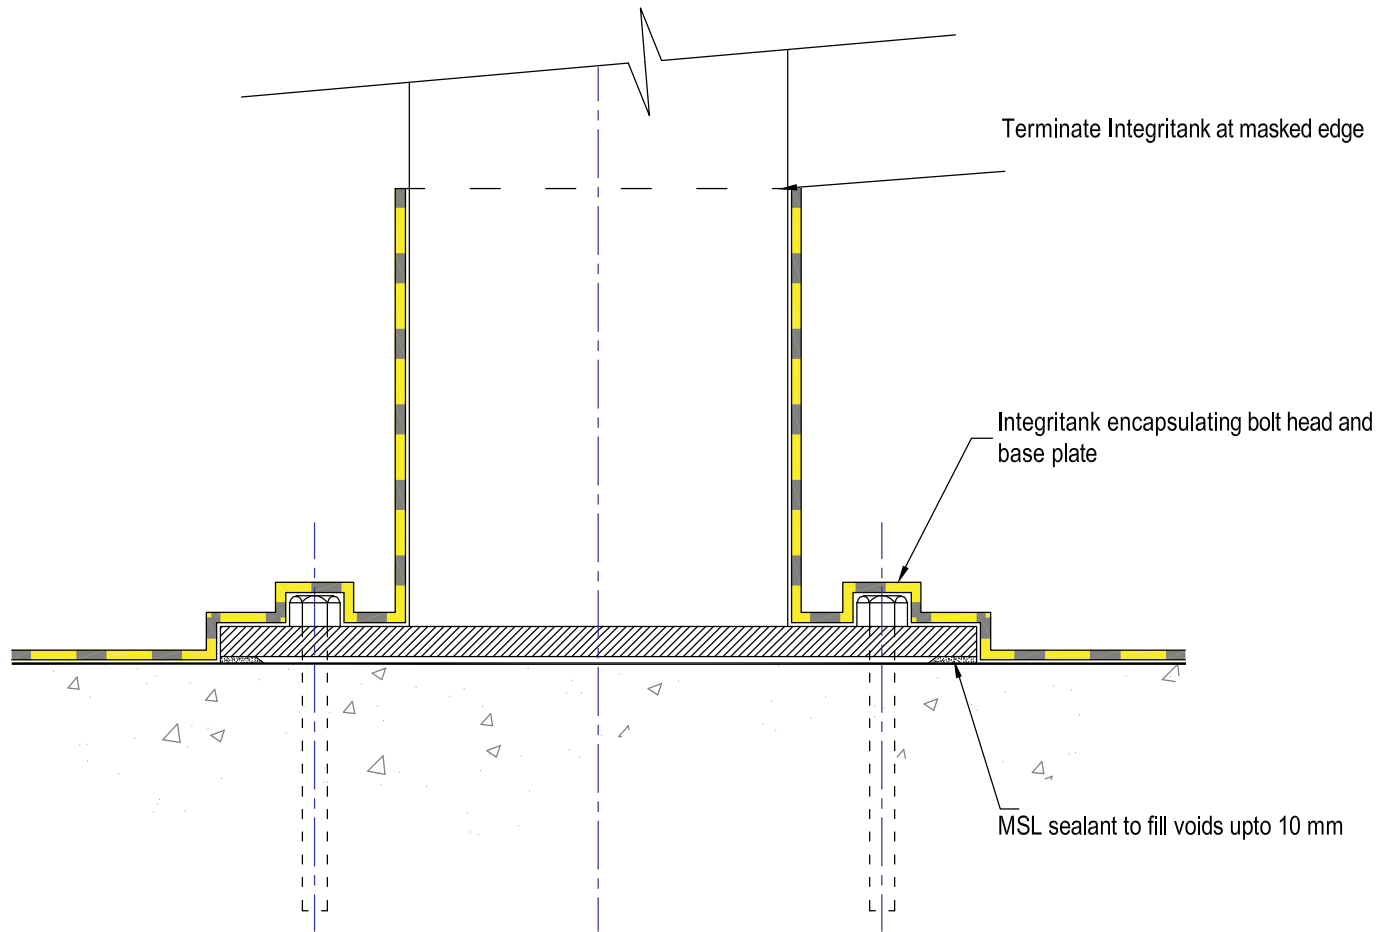 Terminate Integritank at masked edge
Integritank encapsulating bolt head and
base plate
MSL sealant to fill voids upto 10 mm